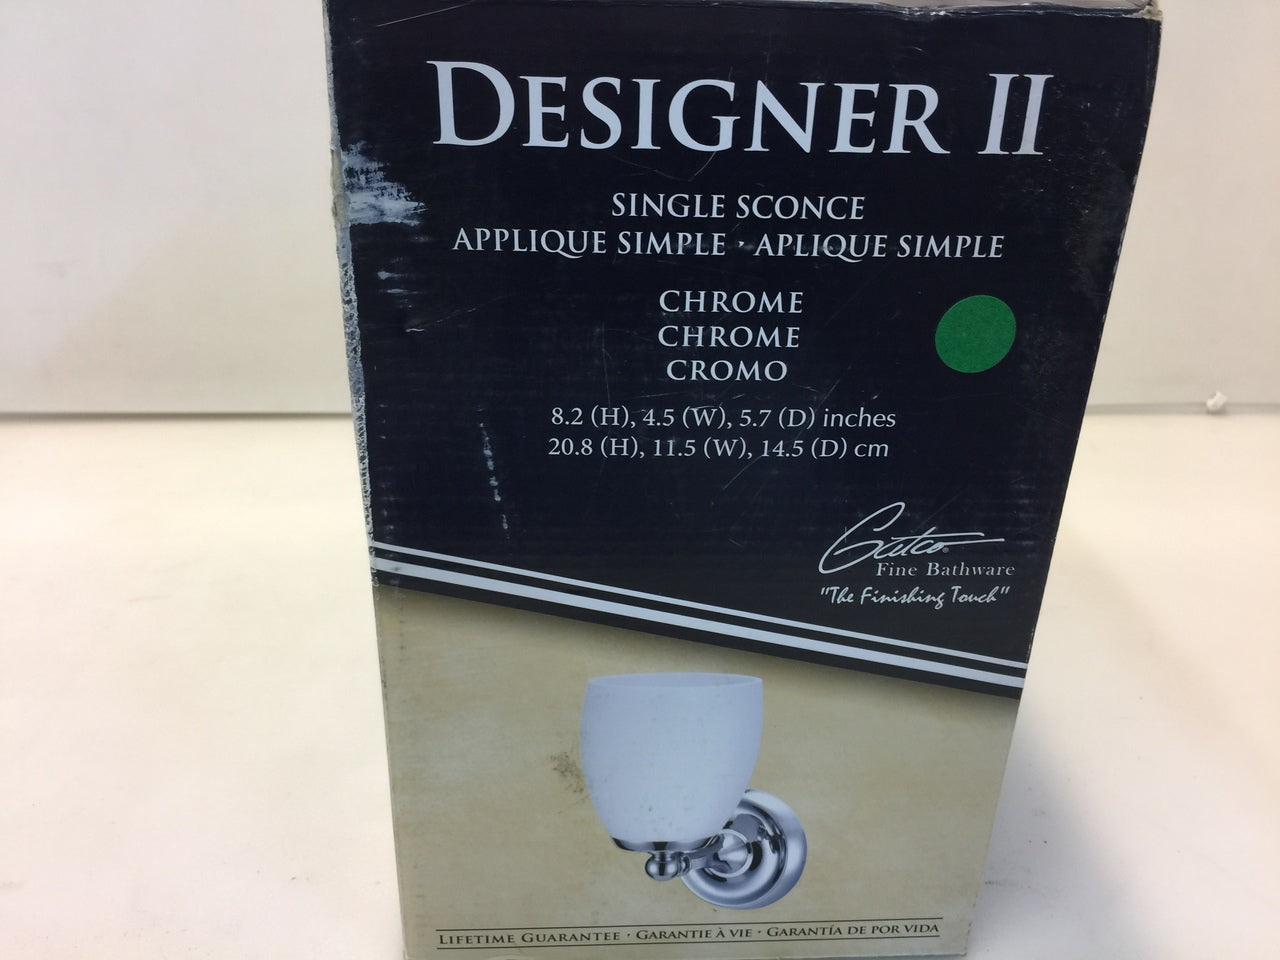 DESIGNER II
SINGLE SCONCE
APPLIQUE SIMPLE · APLIQUE SIMPLE
CHROME
CHROME
CROMO
8.2 (H), 4.5 (W), 5.7 (D) inches
20.8 (H), 11.5 (W), 14.5 (D) cm
Gatco®
Fine Bathware
"The Finishing Touch"
LIFETIME GUARANTEE · GARANTIE À VIE · GARANTÍA DE POR VIDA